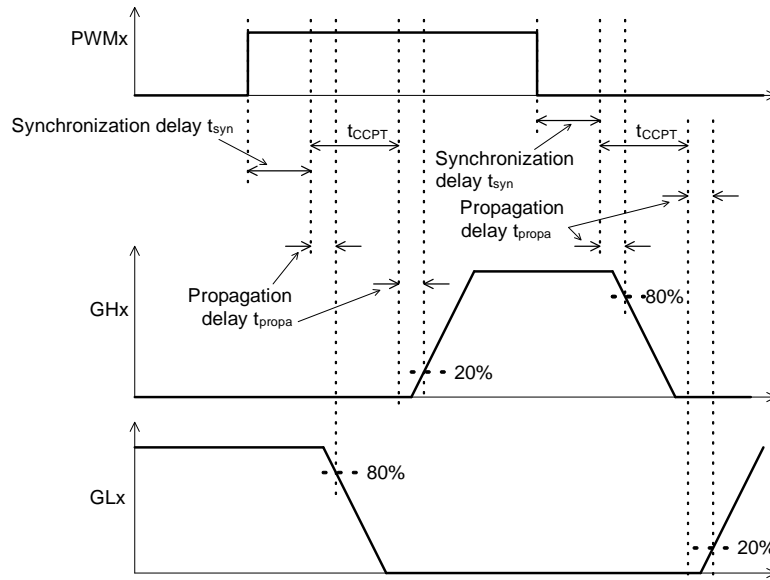 PWMx
Synchronization delay tsyn
tCCPT
Synchronization
delay tsyn
tCCPT
Propagation
delay tpropa
Propagation
delay tpropa
GHx
80%
20%
GLx
80%
20%